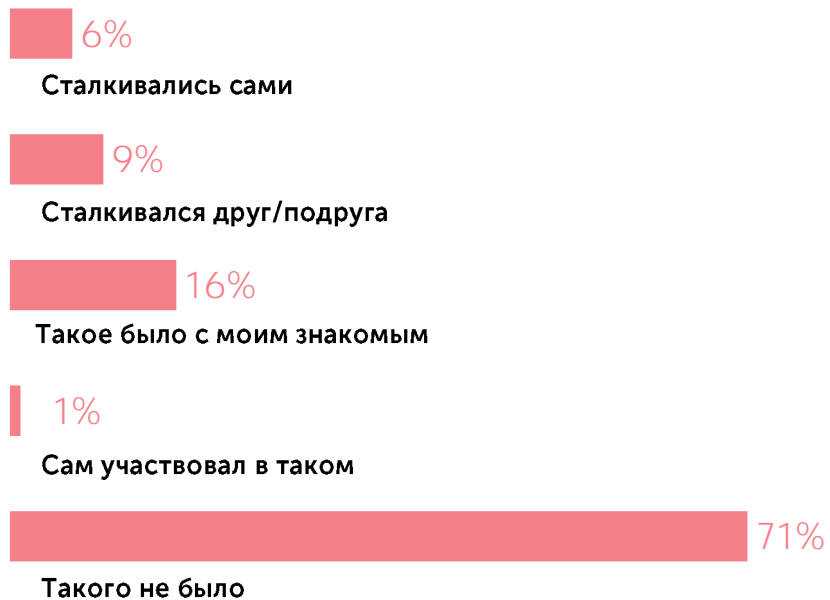 6%
Сталкивались сами
9%
Сталкивался друг/подруга
16%
Такое было с моим знакомым
1%
Сам участвовал в таком
71%
Такого не было